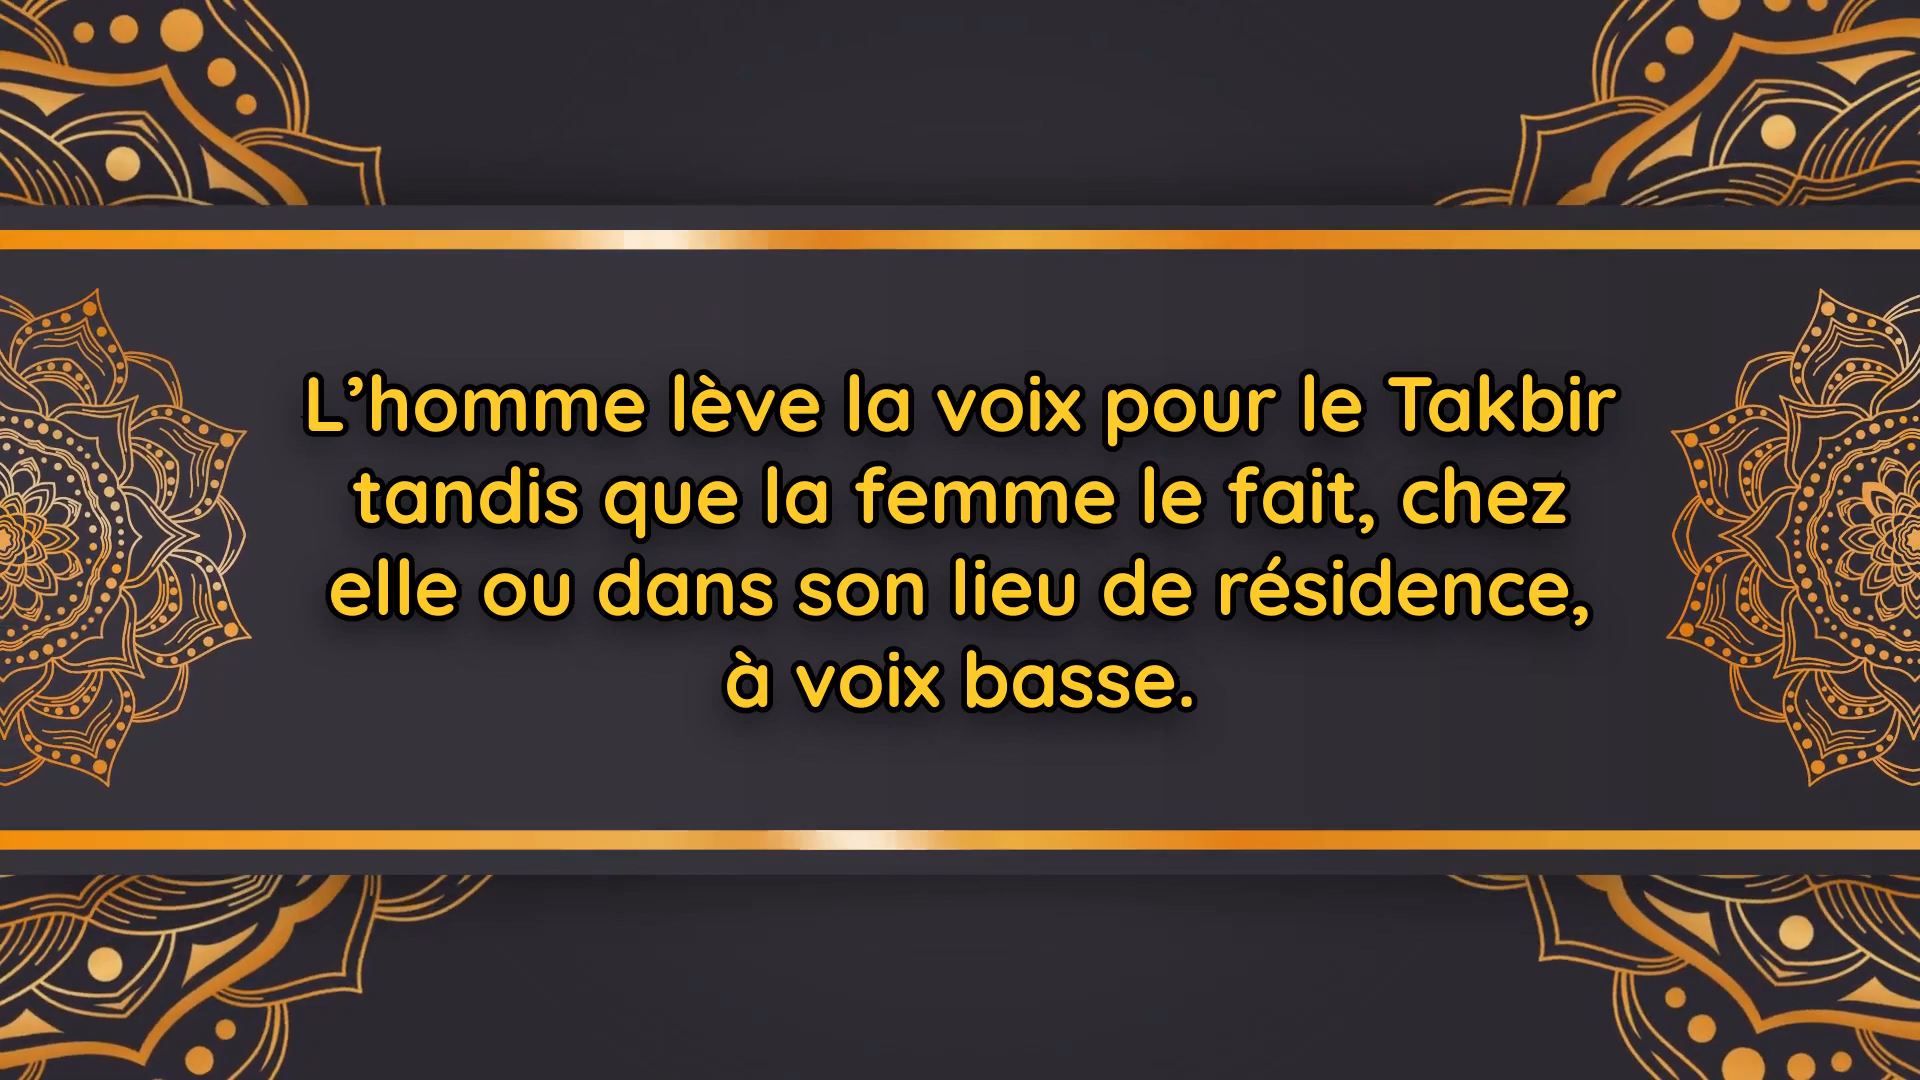 L’homme lève la voix pour le Takbir
tandis que la femme le fait, chez
elle ou dans son lieu de résidence,
à voix basse.